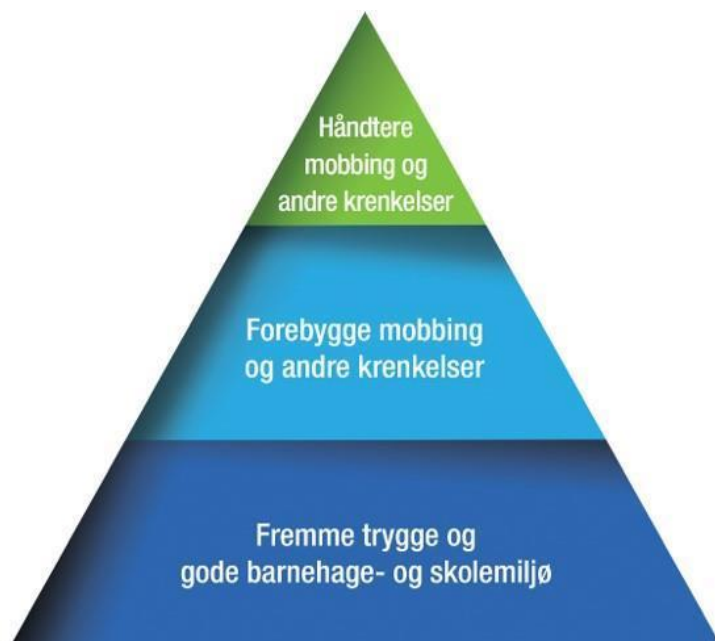 Håndtere
mobbing og
andre krenkelser
Forebygge mobbing
og andre krenkelser
Fremme trygge og
gode barnehage- og skolemiljø